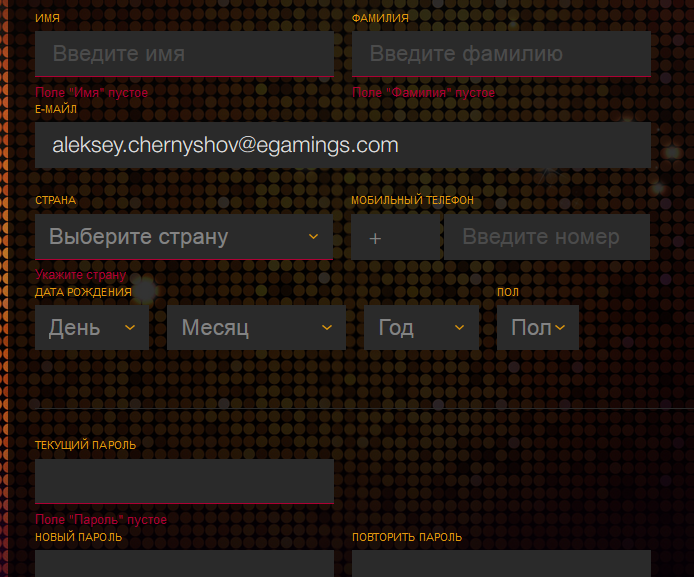 ИМЯ ФАМИЛИЯ
Введите имя Введите фамилию
Поле "Имя" пустое Поле "Фамилия" пустое
Е-МАЙЛ
aleksey.chernyshov@egamings.com
СТРАНА МОБИЛЬНЫЙ ТЕЛЕФОН
Выберите страну + Введите номер
Укажите страну
ДАТА РОЖДЕНИЯ ПОЛ
День Месяц Год Пол
ТЕКУЩИЙ ПАРОЛЬ
Поле "Пароль" пустое
НОВЫЙ ПАРОЛЬ ПОВТОРИТЬ ПАРОЛЬ